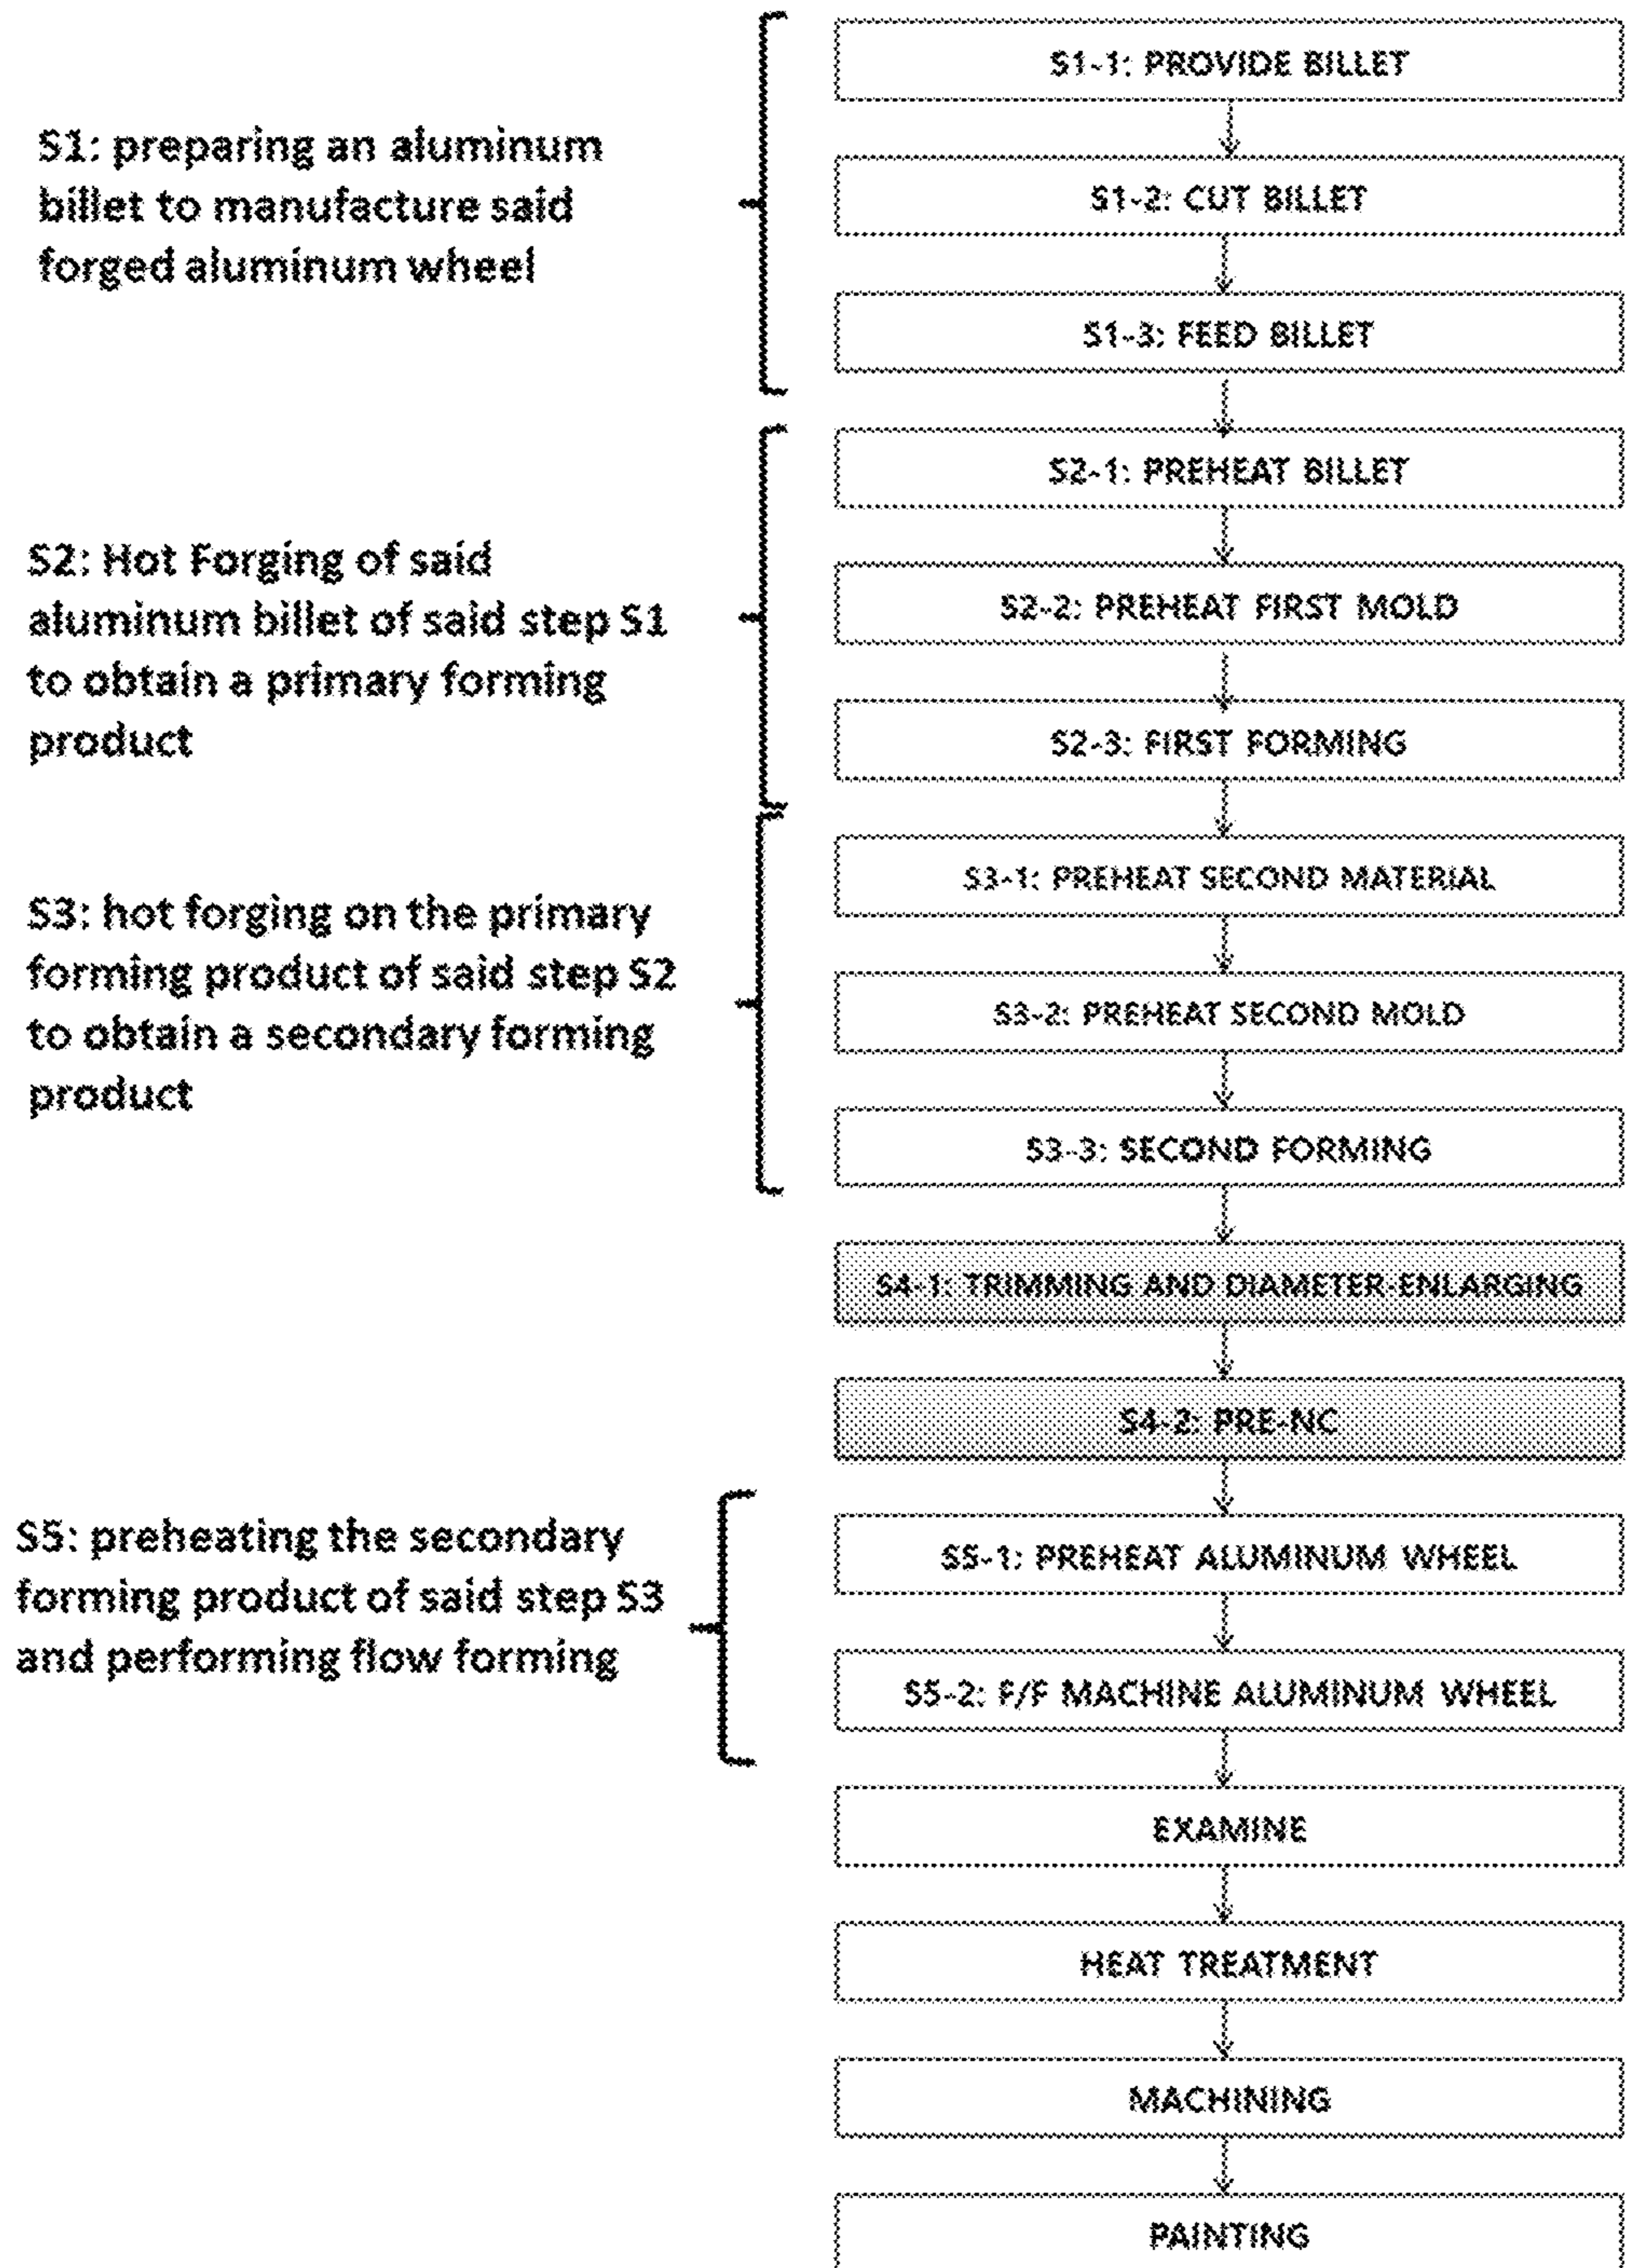 S1: preparing an aluminum
billet to manufacture said
forged aluminum wheel
S1-1: PROVIDE BILLET
S1-2: CUT BILLET
S1-3: FEED BILLET
S2: Hot Forging of said
aluminum billet of said step S1
to obtain a primary forming
product
S2-1: PREHEAT BILLET
S2-2: PREHEAT FIRST MOLD
S2-3: FIRST FORMING
S3: hot forging on the primary
forming product of said step S2
to obtain a secondary forming
product
S3-1: PREHEAT SECOND MATERIAL
S3-2: PREHEAT SECOND MOLD
S3-3: SECOND FORMING
S4-1: TRIMMING AND DIAMETER-ENLARGING
S4-2: PRE-NC
S5: preheating the secondary
forming product of said step S3
and performing flow forming
S5-1: PREHEAT ALUMINUM WHEEL
S5-2: F/F MACHINE ALUMINUM WHEEL
EXAMINE
HEAT TREATMENT
MACHINING
PAINTING